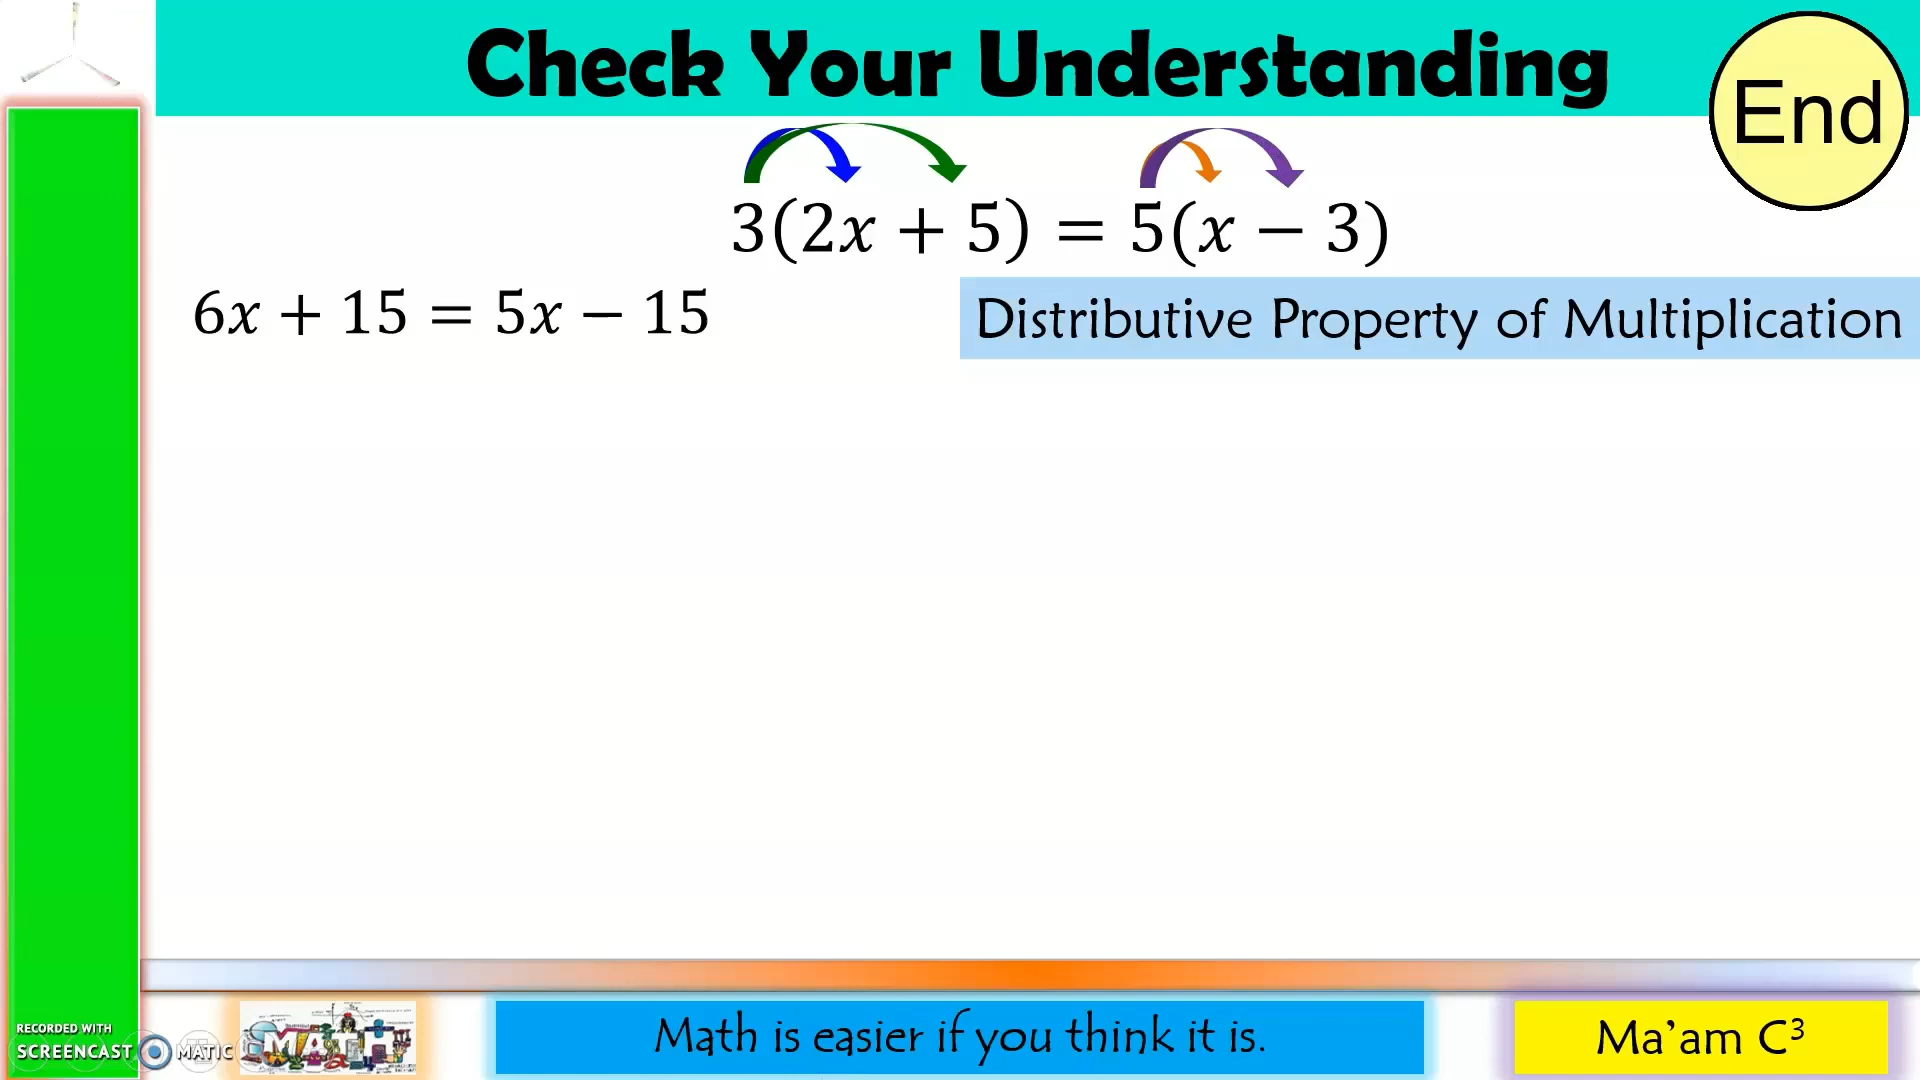 Check Your Understanding
End
3(2x + 5) = 5(x − 3)
6x + 15 = 5x − 15
Distributive Property of Multiplication
RECORDED WITH
SCREENCAST MATIC
MATH
Math is easier if you think it is.
Ma'am C³